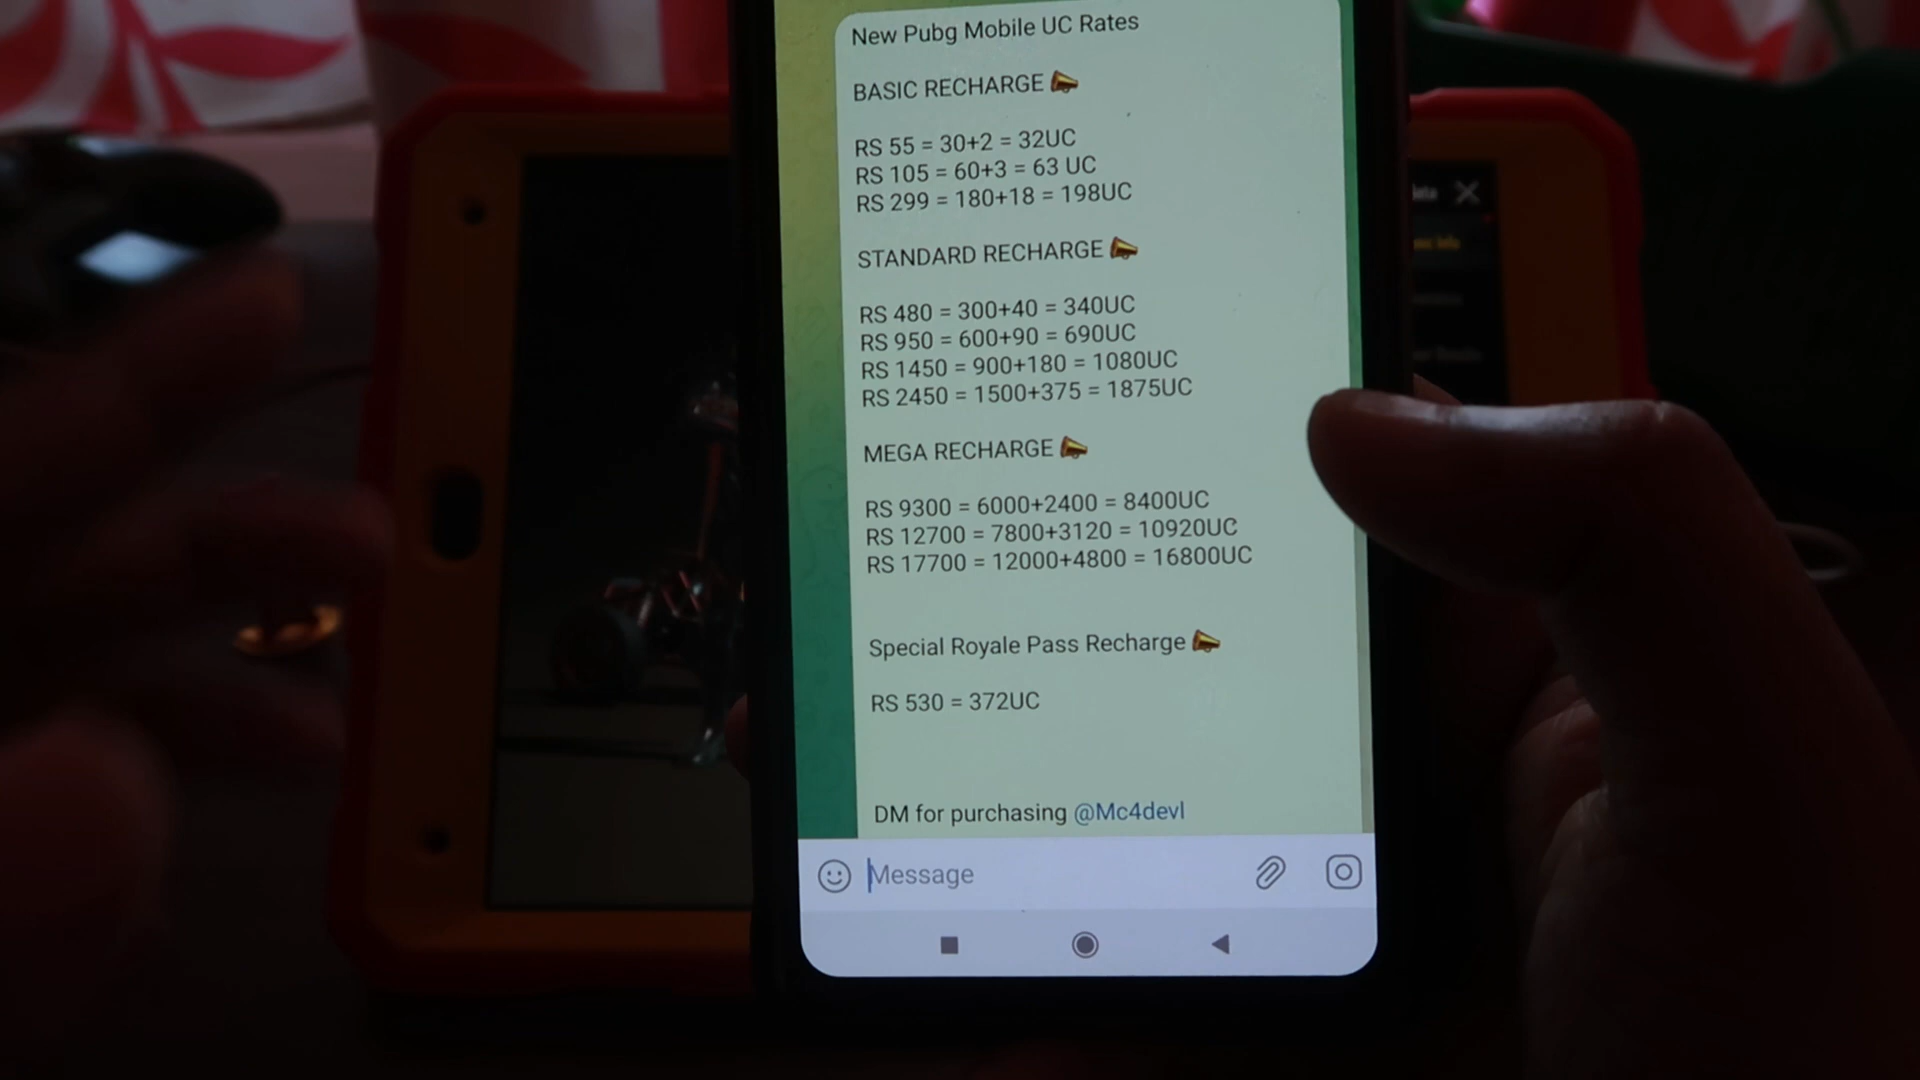 New Pubg Mobile UC Rates
BASIC RECHARGE
RS 55 = 30+2 = 32UC
RS 105 = 60+3 = 63 UC
RS 299 = 180+18 = 198UC
STANDARD RECHARGE
RS 480 = 300+40 = 340UC
RS 950 = 600+90 = 690UC
RS 1450 = 900+180 = 1080UC
RS 2450 = 1500+375 = 1875UC
MEGA RECHARGE
RS 9300 = 6000+2400 = 8400UC
RS 12700 = 7800+3120 = 10920UC
RS 17700 = 12000+4800 = 16800UC
Special Royale Pass Recharge
RS 530 = 372UC
DM for purchasing @Mc4devl
Message